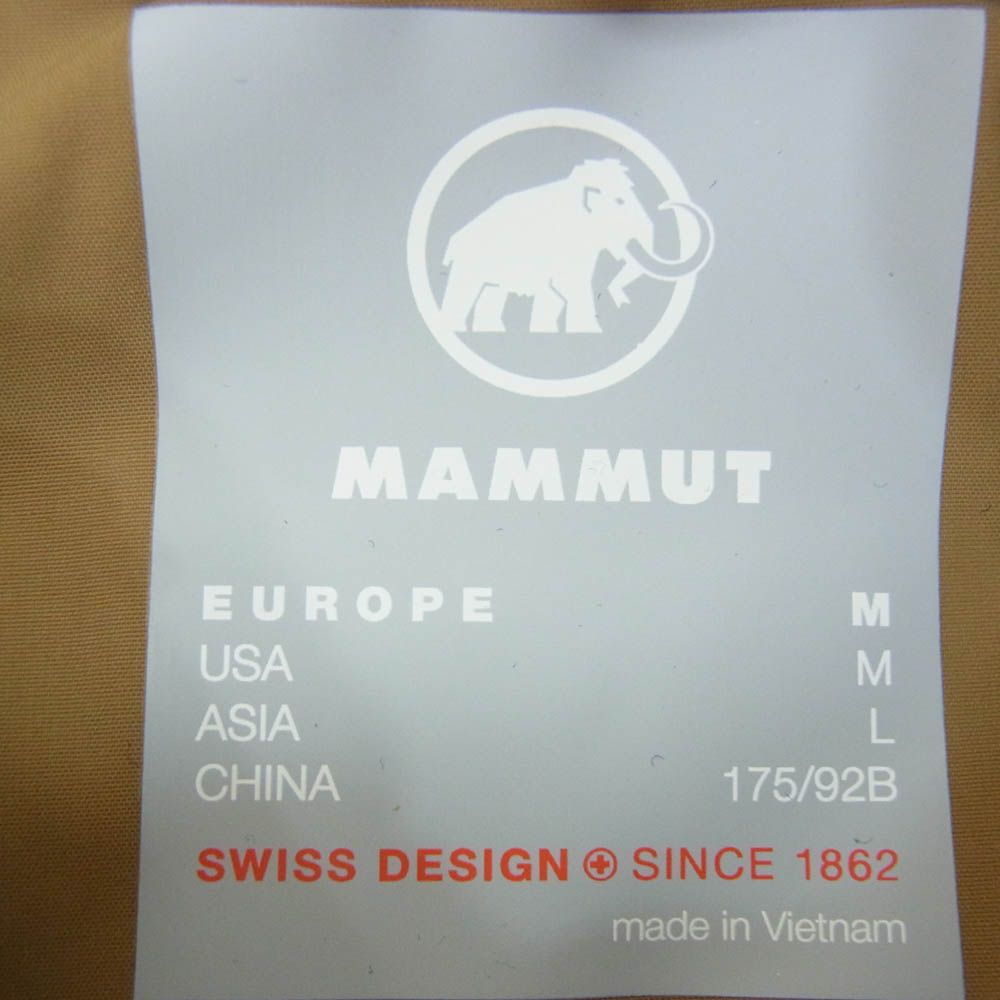 MAMMUT
EUROPE M
USA M
ASIA L
CHINA 175/92B
SWISS DESIGN SINCE 1862
made in Vietnam